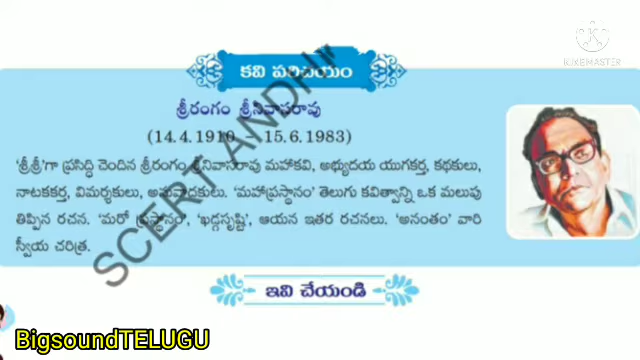 KINEMASTER
కవి పరిచయం
శ్రీరంగం శ్రీనివాసరావు
(14.4.1910 15.6.1983)
'శ్రీశ్రీ'గా ప్రసిద్ధి చెందిన శ్రీరంగం శ్రీనివాసరావు మహాకవి, అభ్యుదయ యుగకర్త, కథకులు,
నాటకకర్త, విమర్శకులు, అనువాదకులు. 'మహాప్రస్థానం' తెలుగు కవిత్వాన్ని ఒక మలుపు
తిప్పిన రచన. 'మరో ప్రస్థానం', 'ఖడ్గసృష్టి', ఆయన ఇతర రచనలు. 'అనంతం' వారి
స్వీయ చరిత్ర.
SCERT ANDH
ఇవి చేయండి
BigsoundTELUGU